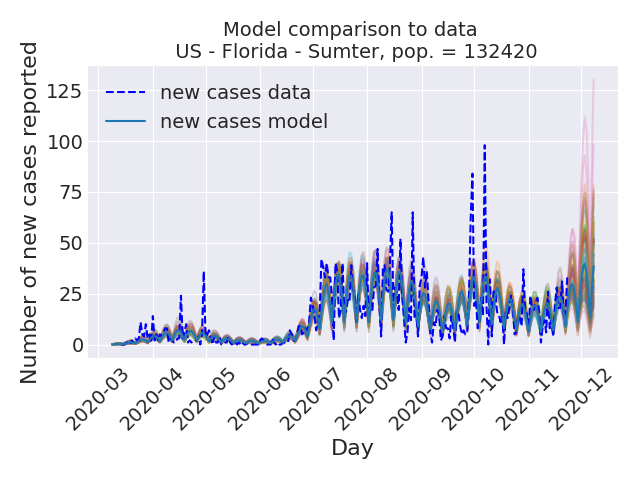 Model comparison to data
US - Florida - Sumter, pop. = 132420
Number of new cases reported
125
100
75
50
25
0
new cases data
new cases model
2020-03
2020-04
2020-05
2020-06
2020-07
2020-08
2020-09
2020-10
2020-11
2020-12
Day